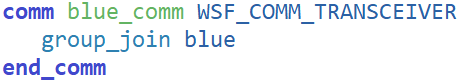 comm blue_comm WSF_COMM_TRANSCEIVER
group_join blue
end_comm